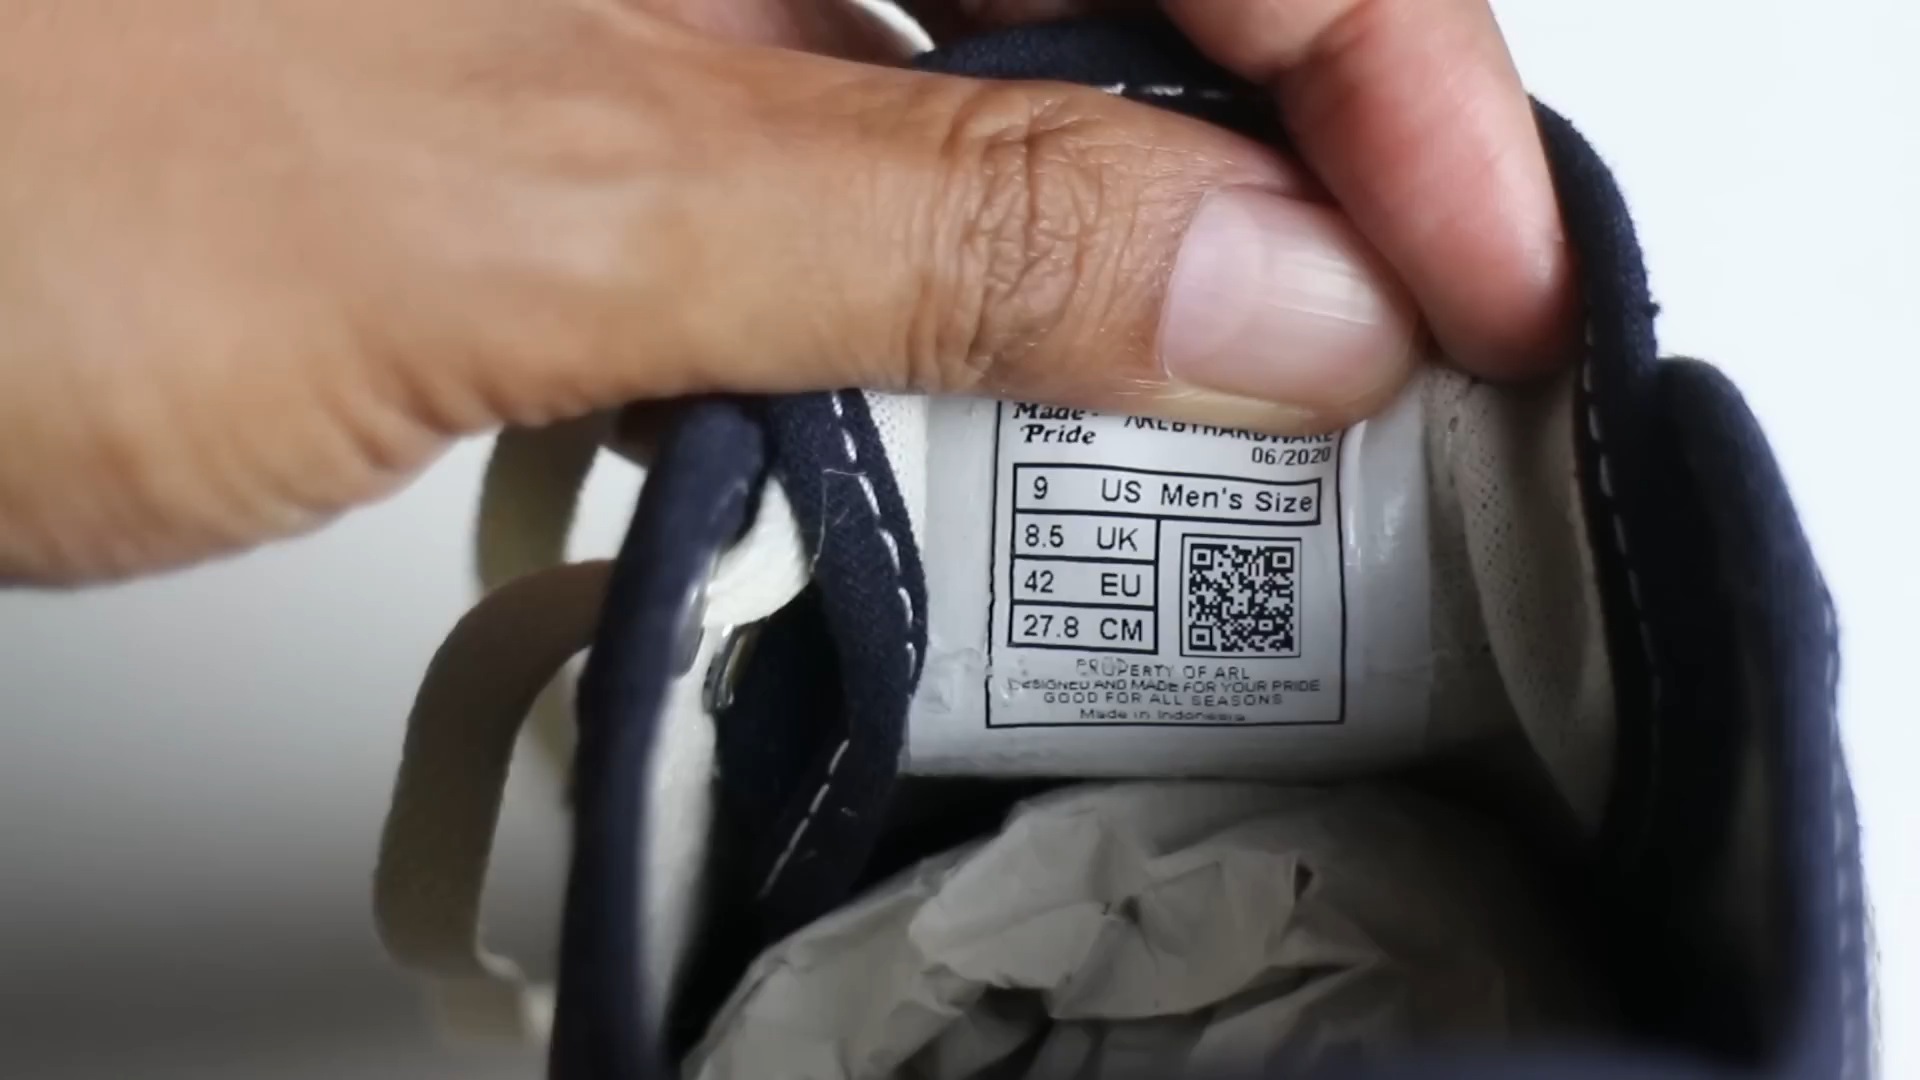 Made-
Pride
06/2020
9 US Men's Size
8.5 UK
42 EU
27.8 CM
PROPERTY OF ARL
DESIGNED AND MADE FOR YOUR PRIDE
GOOD FOR ALL SEASONS
Made in Indonesia